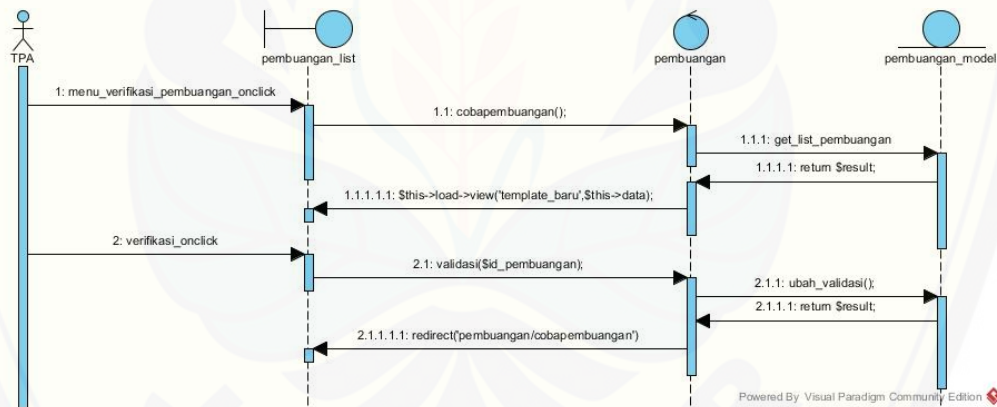 TPA
pembuangan_list
pembuangan
pembuangan_model
1: menu_verifikasi_pembuangan_onclick
1.1: cobapembuangan();
1.1.1: get_list_pembuangan
1.1.1.1: return $result;
1.1.1.1.1: $this->load->view('template_baru',$this->data);
2: verifikasi_onclick
2.1: validasi($id_pembuangan);
2.1.1: ubah_validasi();
2.1.1.1: return $result;
2.1.1.1.1: redirect('pembuangan/cobapembuangan')
Powered By Visual Paradigm Community Edition